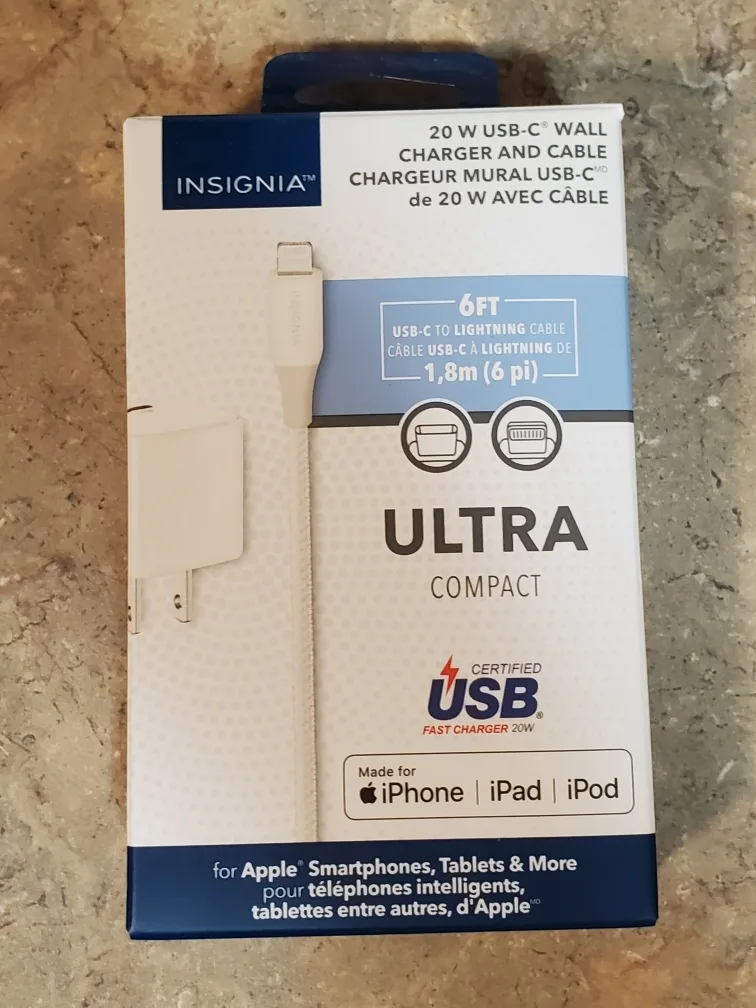 INSIGNIA™
20 W USB-C® WALL
CHARGER AND CABLE
CHARGEUR MURAL USB-C MD
de 20 W AVEC CÂBLE
6FT
USB-C TO LIGHTNING CABLE
CÂBLE USB-C À LIGHTNING DE
1,8m (6 pi)
INSIGNIA
ULTRA
COMPACT
CERTIFIED
USB®
FAST CHARGER 20W
Made for
iPhone | iPad | iPod
for Apple® Smartphones, Tablets & More
pour téléphones intelligents,
tablettes entre autres, d'Apple MD